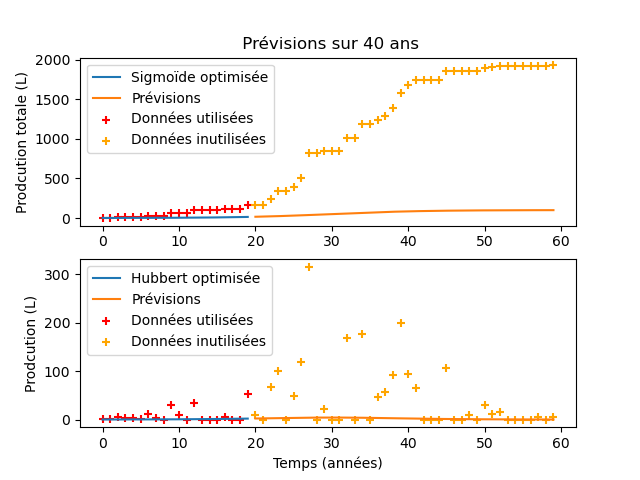 Prévisions sur 40 ans
Prodcution totale (L)
2000
1500
1000
500
0
Sigmoïde optimisée
Prévisions
Données utilisées
Données inutilisées
0 10 20 30 40 50 60
Prodcution (L)
300
200
100
0
Hubbert optimisée
Prévisions
Données utilisées
Données inutilisées
0 10 20 30 40 50 60
Temps (années)